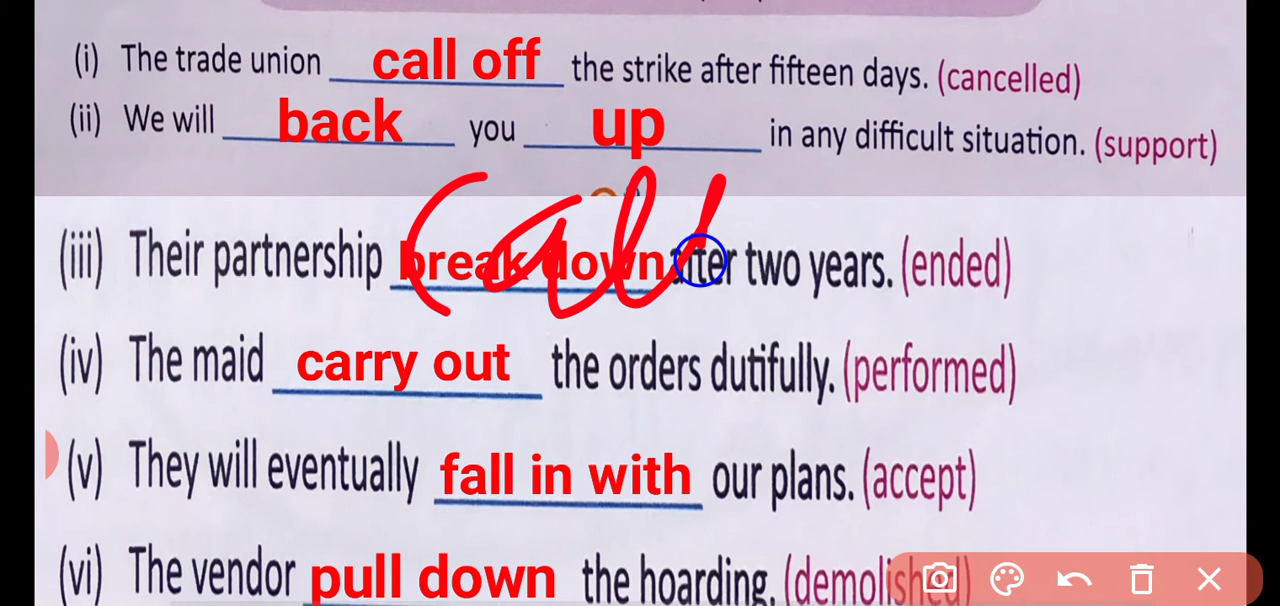 (i) The trade union call off the strike after fifteen days. (cancelled)
(ii) We will back you up in any difficult situation. (support)
Call
(iii) Their partnership break down after two years. (ended)
(iv) The maid carry out the orders dutifully. (performed)
(v) They will eventually fall in with our plans. (accept)
(vi) The vendor pull down the hoarding. (demolished)